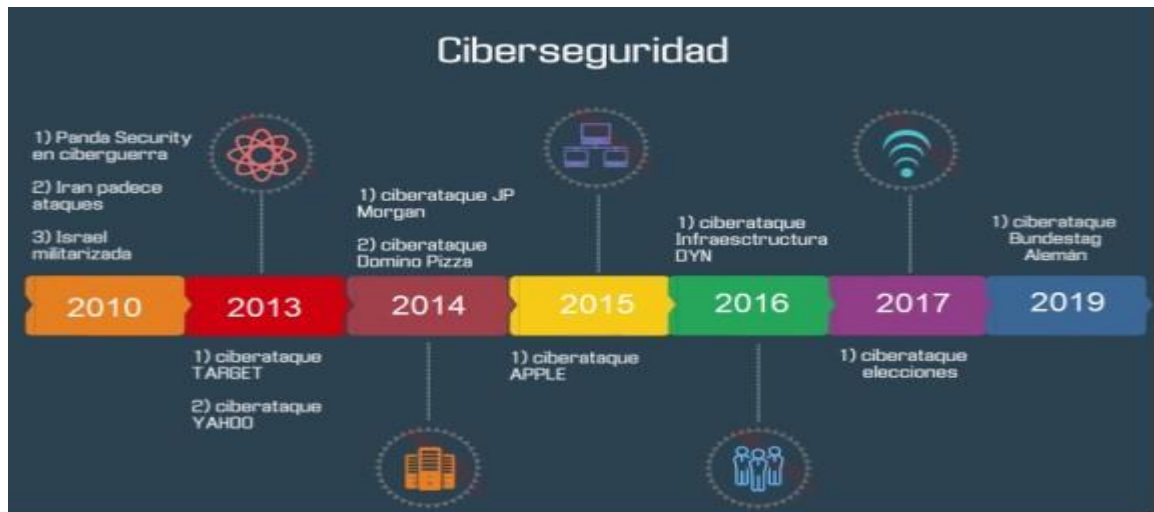 Ciberseguridad
1) Panda Security
en ciberguerra
2) Iran padece
ataques
3) Israel
militarizada
1) ciberataque JP
Morgan
2) ciberataque
Domino Pizza
1) ciberataque
Infraesctructura
DYN
1) ciberataque
Bundestag
Alemán
2010
2013
2014
2015
2016
2017
2019
1) ciberataque
TARGET
2) ciberataque
YAHOO
1) ciberataque
APPLE
1) ciberataque
elecciones